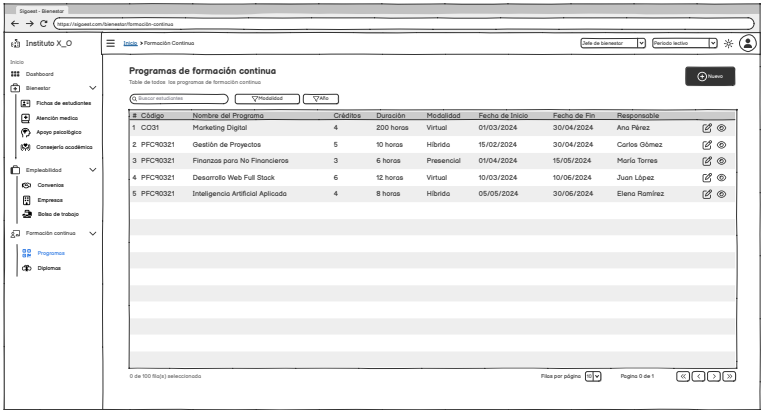 Sigoest - Bienestar
https://sigoest.com/bienestar/formación-continua
Instituto X_O
Inicio > Formación Continua
Jefe de bienestar
Periodo lectivo
Inicio
Dashboard
Bienestar
Fichas de estudiantes
Atención medica
Apoyo psicológico
Consejería académica
Empleabilidad
Convenios
Empresas
Bolsa de trabajo
Formación continua
Programas
Diplomas
Programas de formación continua
Table de todos los programas de formación continua
Nuevo
Buscar estudiantes
Modalidad
Año
# Código Nombre del Programa Créditos Duración Modalidad Fecha de Inicio Fecha de Fin Responsable
1 CO31 Marketing Digital 4 200 horas Virtual 01/03/2024 30/04/2024 Ana Pérez
2 PFC90321 Gestión de Proyectos 5 10 horas Híbrida 15/02/2024 30/04/2024 Carlos Gómez
3 PFC90321 Finanzas para No Financieros 3 6 horas Presencial 01/04/2024 15/05/2024 María Torres
4 PFC90321 Desarrollo Web Full Stack 6 12 horas Virtual 10/03/2024 10/06/2024 Juan López
5 PFC90321 Inteligencia Artificial Aplicada 4 8 horas Híbrida 05/05/2024 30/06/2024 Elena Ramírez
0 de 100 fila(s) seleccionada
Filas por página 10
Pagina 0 de 1